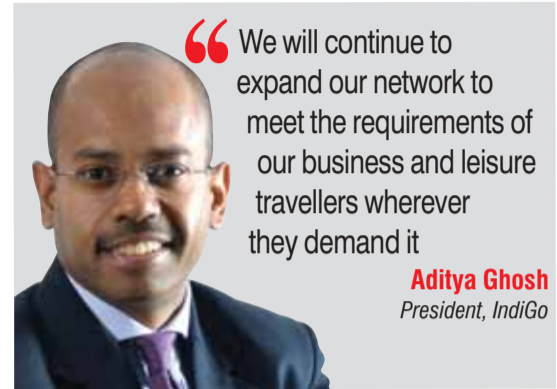 “ We will continue to
expand our network to
meet the requirements of
our business and leisure
travellers wherever
they demand it
Aditya Ghosh
President, IndiGo